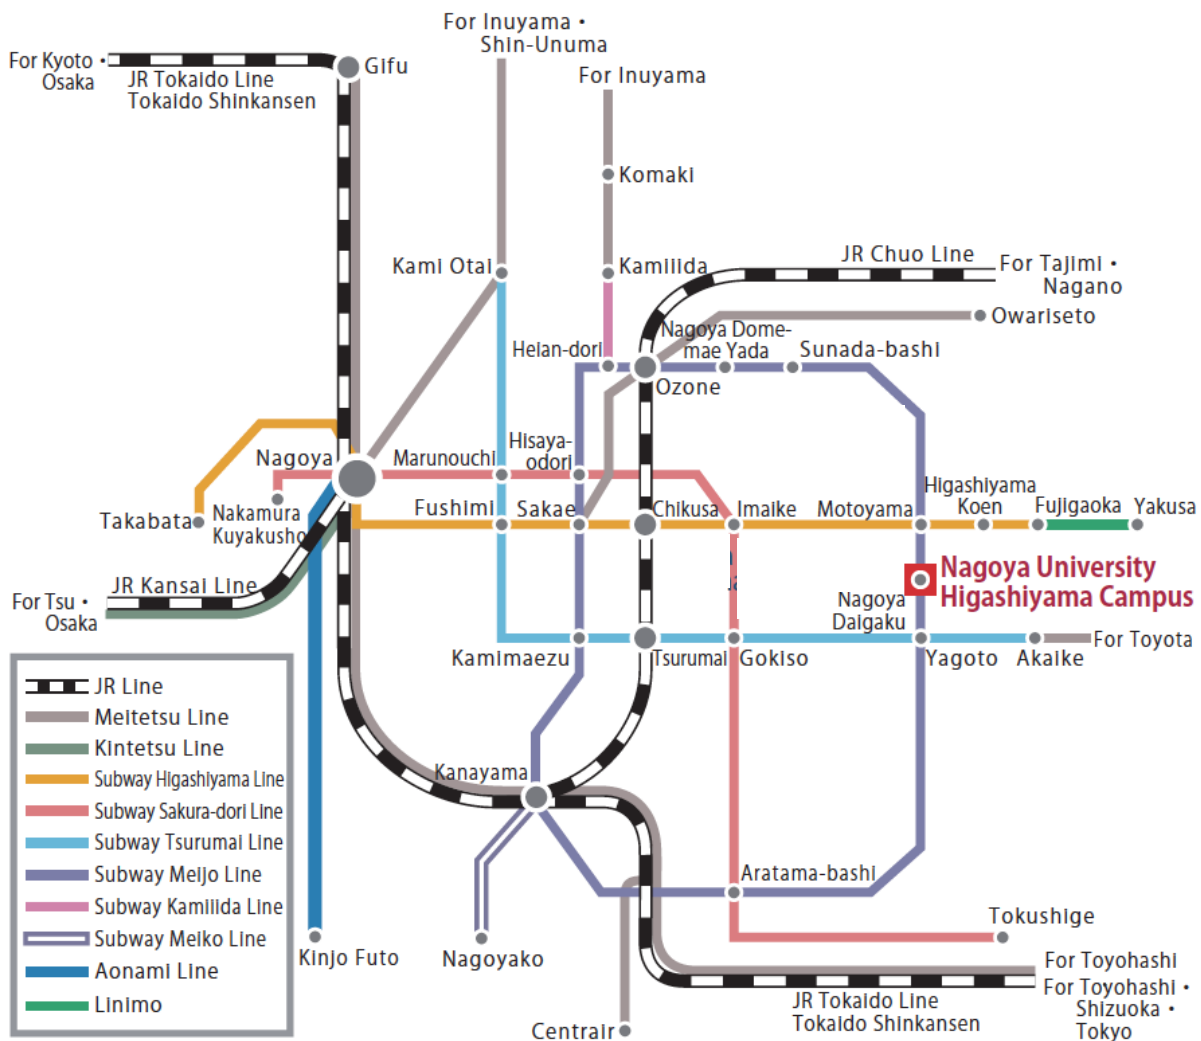 For Inuyama・
Shin-Unuma
For Kyoto・
Osaka
JR Tokaido Line
Tokaido Shinkansen
Gifu
For Inuyama
Komaki
Kami Otai
Kamiiida
JR Chuo Line
For Tajimi・
Nagano
Owariseto
Heian-dori
Nagoya Dome-
mae Yada
Sunada-bashi
Ozone
Nagoya
Marunouchi
Hisaya-
odori
Takabata
Nakamura
Kuyakusho
Fushimi
Sakae
Chikusa
Imaike
Motoyama
Higashiyama
Koen
Fujigaoka
Yakusa
JR Kansai Line
For Tsu・
Osaka
Nagoya University
Higashiyama Campus
Nagoya
Daigaku
Kamimaezu
Tsurumai
Gokiso
Yagoto
Akaike
For Toyota
JR Line
Meitetsu Line
Kintetsu Line
Subway Higashiyama Line
Subway Sakura-dori Line
Subway Tsurumai Line
Subway Meijo Line
Subway Kamiiida Line
Subway Meiko Line
Aonami Line
Linimo
Kanayama
Aratama-bashi
Tokushige
Kinjo Futo
Nagoyako
For Toyohashi
For Toyohashi・
Shizuoka・
Tokyo
JR Tokaido Line
Tokaido Shinkansen
Centrair